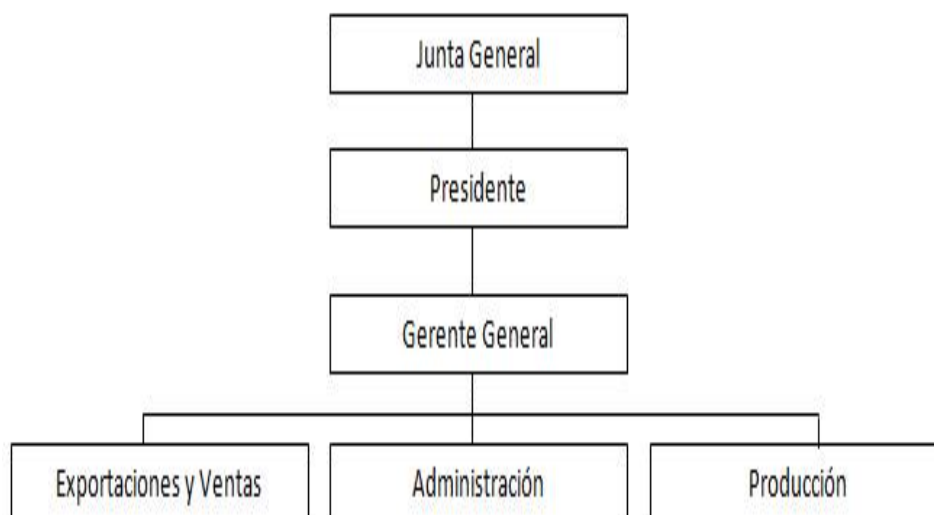 Junta General
Presidente
Gerente General
Exportaciones y Ventas
Administración
Producción